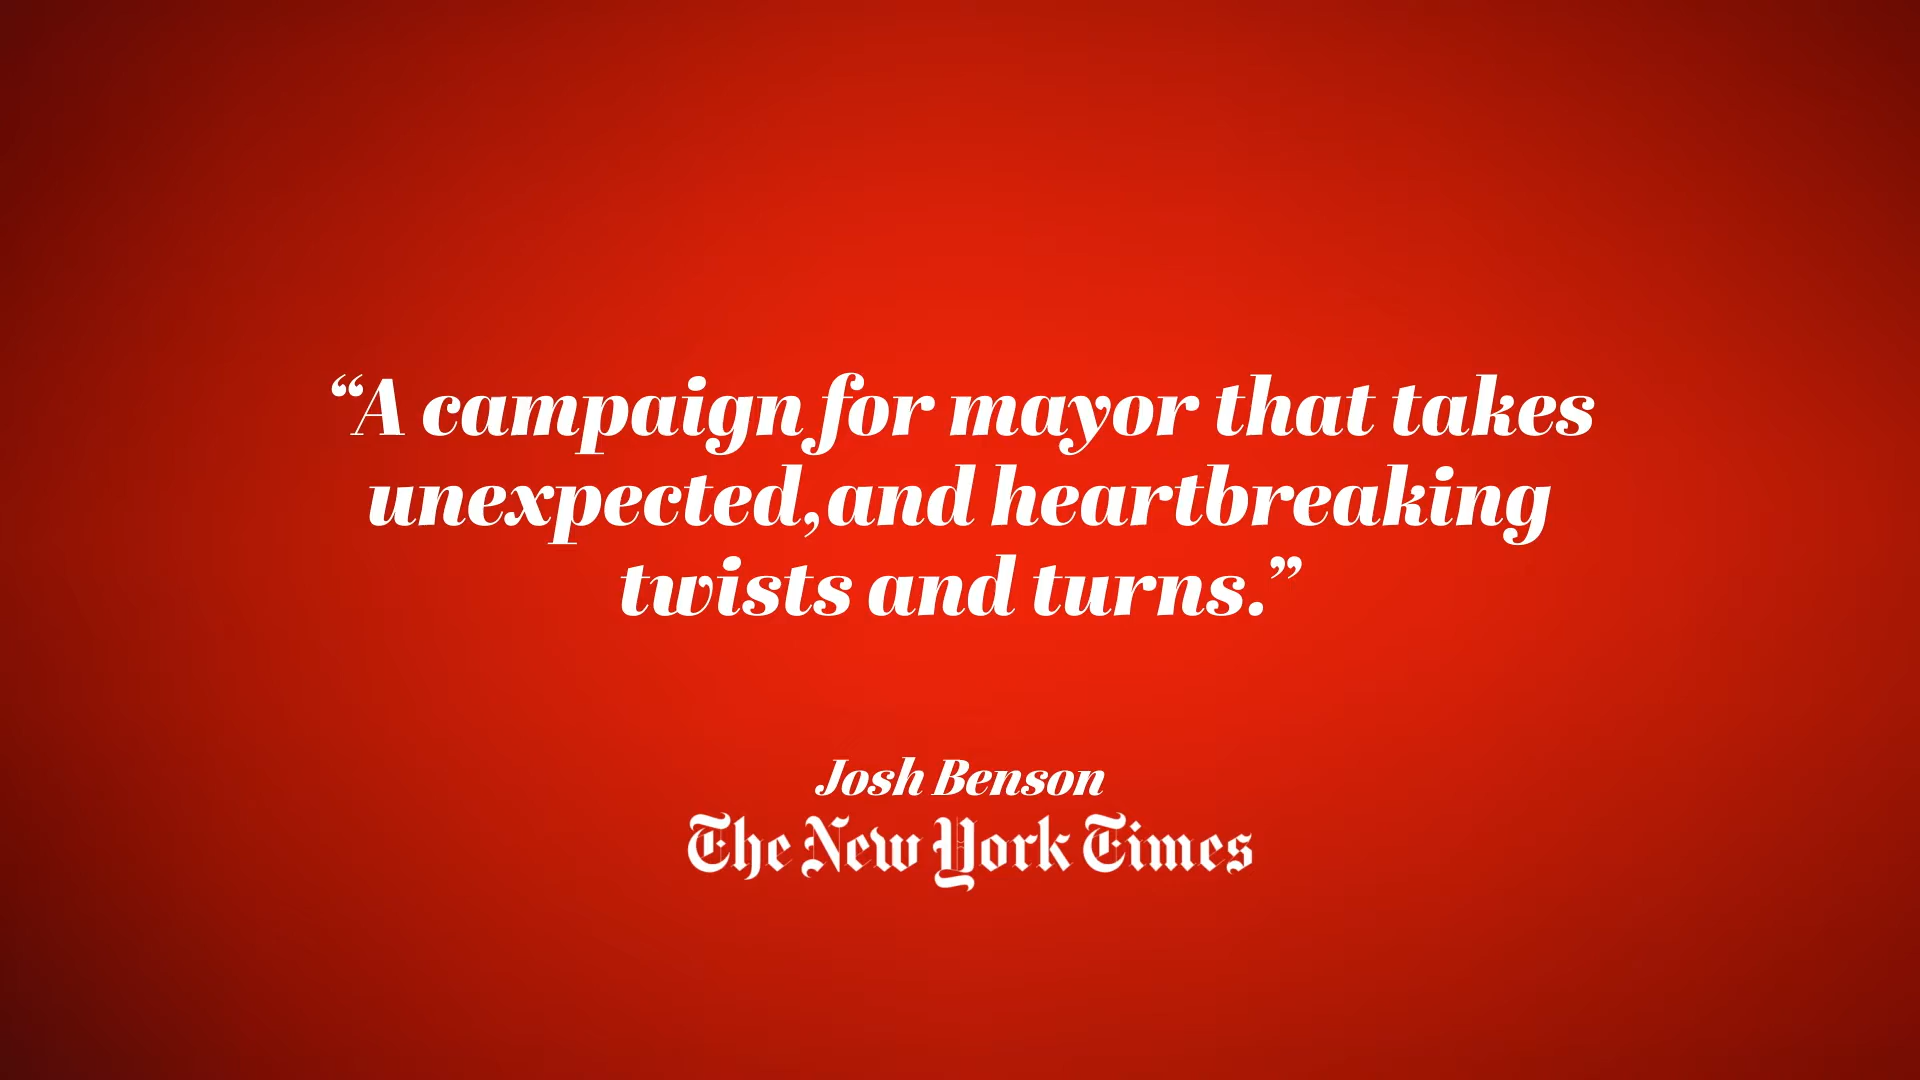 “A campaign for mayor that takes
unexpected,and heartbreaking
twists and turns.”
Josh Benson
The New York Times